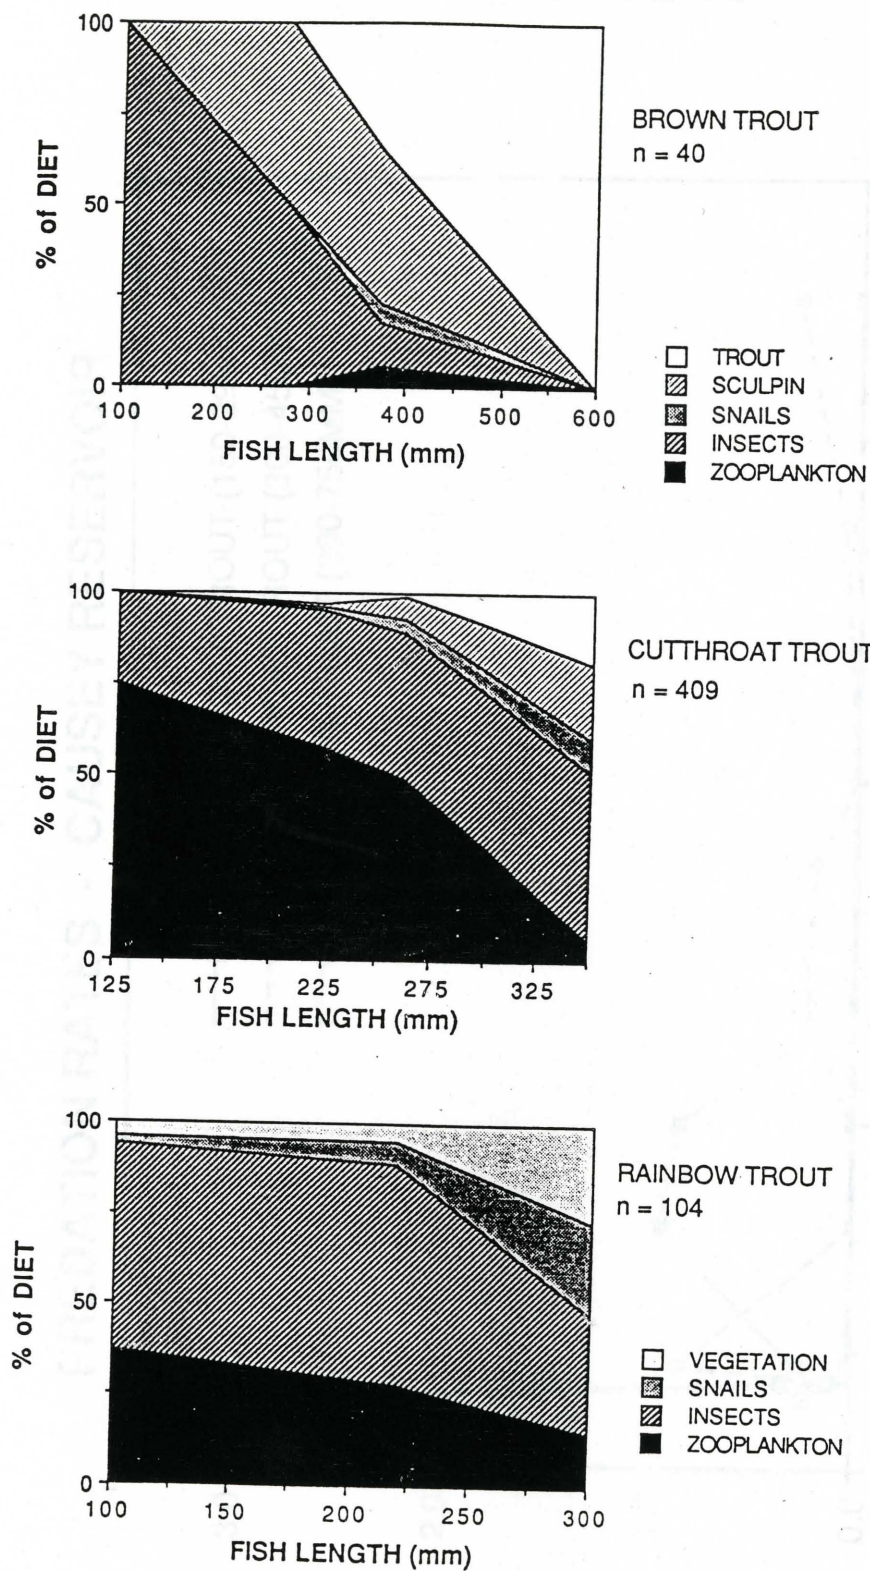 100
50
0
% of DIET
100 200 300 400 500 600
FISH LENGTH (mm)
BROWN TROUT
n = 40
TROUT
SCULPIN
SNAILS
INSECTS
ZOOPLANKTON
100
50
0
% of DIET
125 175 225 275 325
FISH LENGTH (mm)
CUTTHROAT TROUT
n = 409
100
50
0
% of DIET
100 150 200 250 300
FISH LENGTH (mm)
RAINBOW TROUT
n = 104
VEGETATION
SNAILS
INSECTS
ZOOPLANKTON
CAUSEY RESERVOIR